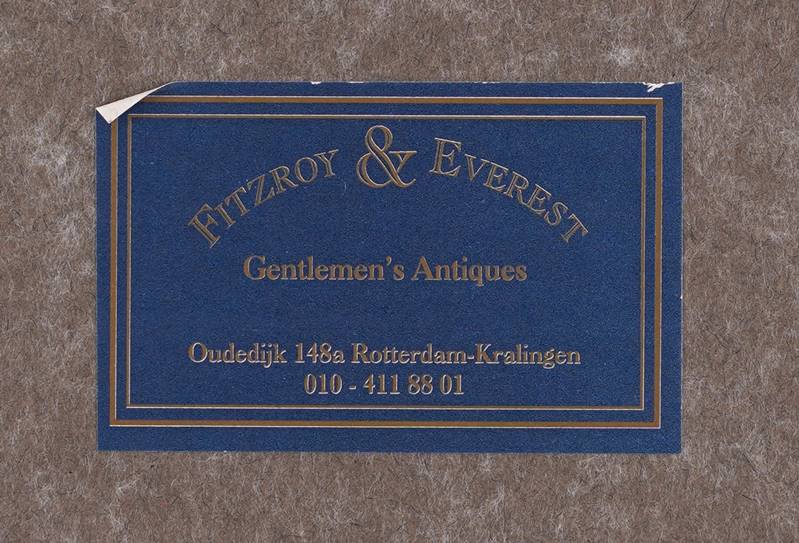 Fitzroy & Everest
Gentlemen's Antiques
Oudedijk 148a Rotterdam-Kralingen
010 - 411 88 01